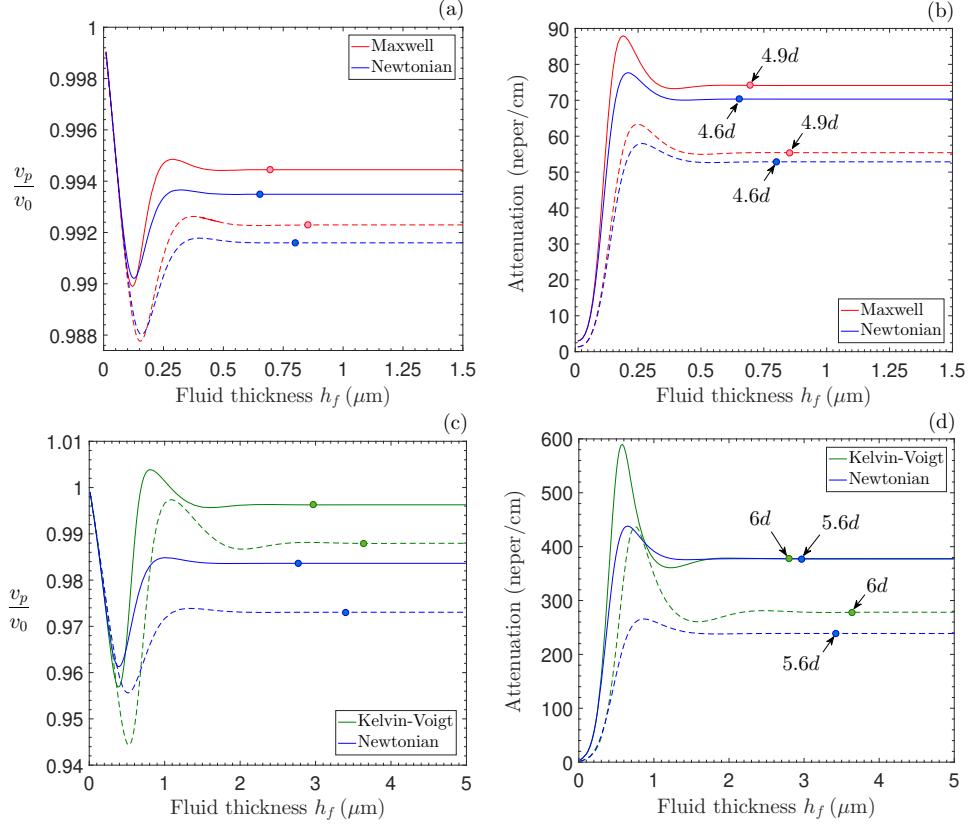 (a)
1
0.998
0.996
0.994
0.992
0.99
0.988
v_p
v_0
Maxwell
Newtonian
0 0.25 0.5 0.75 1 1.25 1.5
Fluid thickness h_f (μm)
(b)
90
80
70
60
50
40
30
20
10
0
Attenuation (neper/cm)
4.9d
4.6d
4.9d
4.6d
Maxwell
Newtonian
0 0.25 0.5 0.75 1 1.25 1.5
Fluid thickness h_f (μm)
(c)
1.01
1
0.99
0.98
0.97
0.96
0.95
0.94
v_p
v_0
Kelvin-Voigt
Newtonian
0 1 2 3 4 5
Fluid thickness h_f (μm)
(d)
600
500
400
300
200
100
0
Attenuation (neper/cm)
Kelvin-Voigt
Newtonian
6d
5.6d
6d
5.6d
0 1 2 3 4 5
Fluid thickness h_f (μm)